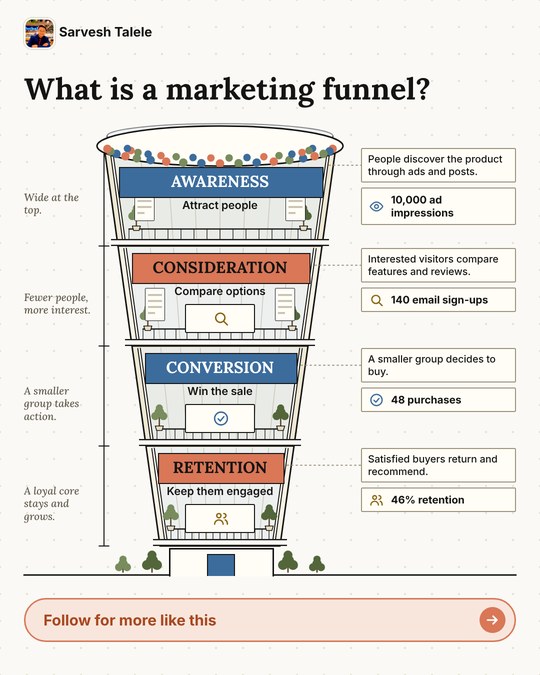 Sarvesh Talele
What is a marketing funnel?
AWARENESS
Attract people
Wide at the
top.
People discover the product
through ads and posts.
10,000 ad
impressions
CONSIDERATION
Compare options
Fewer people,
more interest.
Interested visitors compare
features and reviews.
140 email sign-ups
CONVERSION
Win the sale
A smaller
group takes
action.
A smaller group decides to
buy.
48 purchases
RETENTION
Keep them engaged
A loyal core
stays and
grows.
Satisfied buyers return and
recommend.
46% retention
Follow for more like this